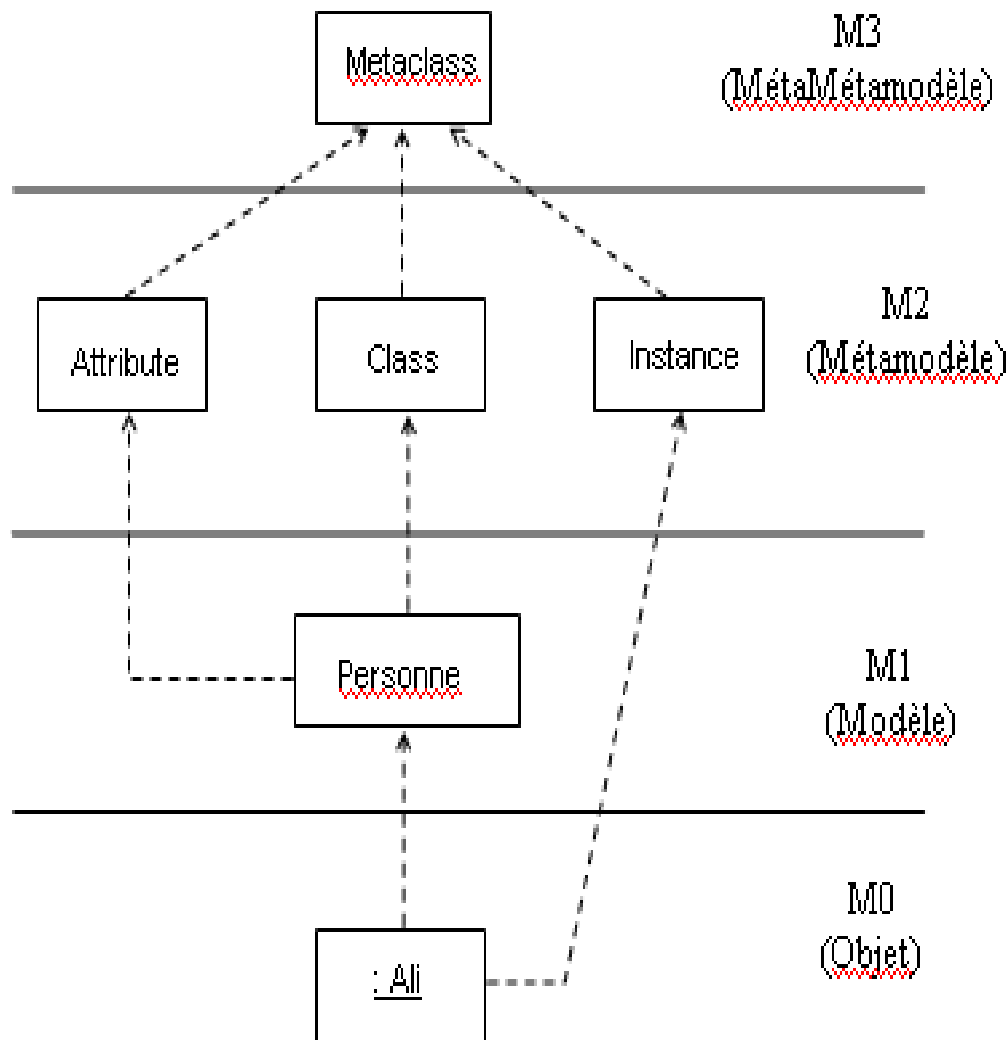 Metaclass
M3
(MétaMétamodèle)
Attribute
Class
Instance
M2
(Métamodèle)
Personne
M1
(Modèle)
: Ali
M0
(Objet)